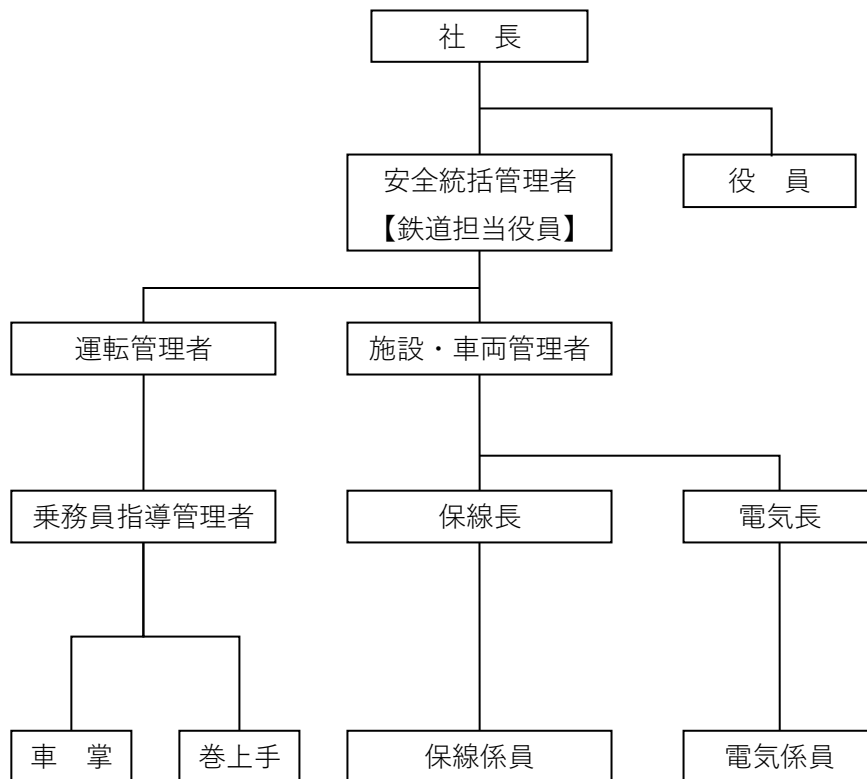 社　長
安全統括管理者
【鉄道担当役員】
役　員
運転管理者
施設・車両管理者
乗務員指導管理者
保線長
電気長
車　掌
巻上手
保線係員
電気係員